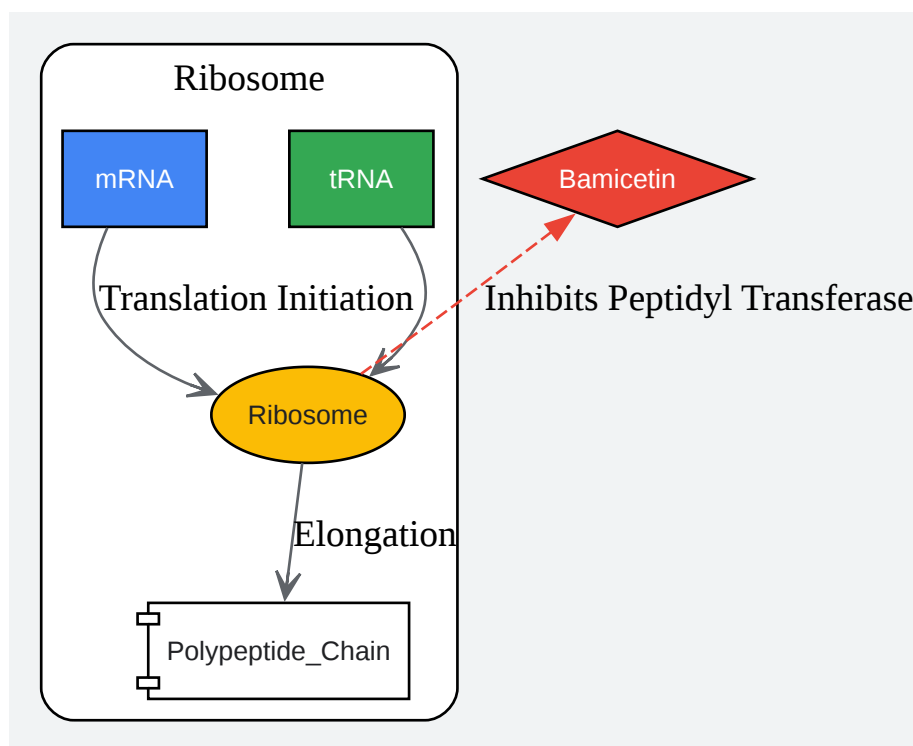 Ribosome
mRNA
tRNA
Bamicetin
Translation Initiation
Inhibits Peptidyl Transferase
Ribosome
Elongation
Polypeptide_Chain